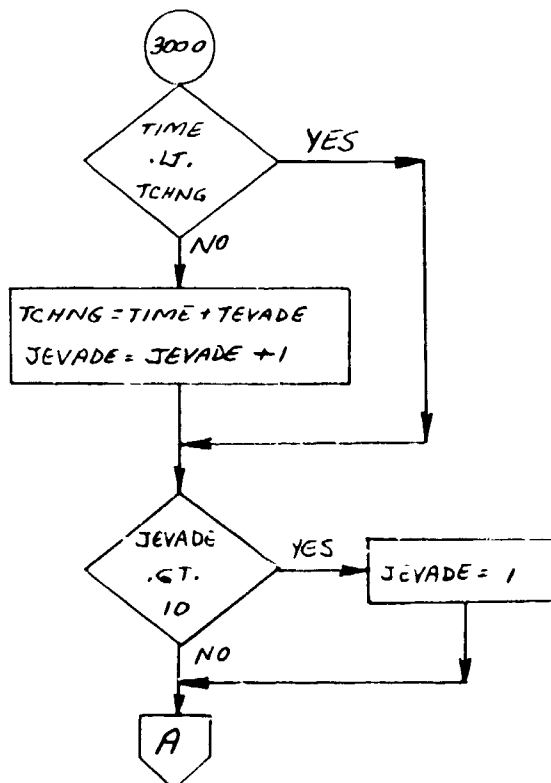 3000
TIME
.LT.
TCHNG
YES
NO
TCHNG = TIME + TEVADE
JEVADE = JEVADE + 1
JEVADE
.GT.
10
YES
JEVADE = 1
NO
A